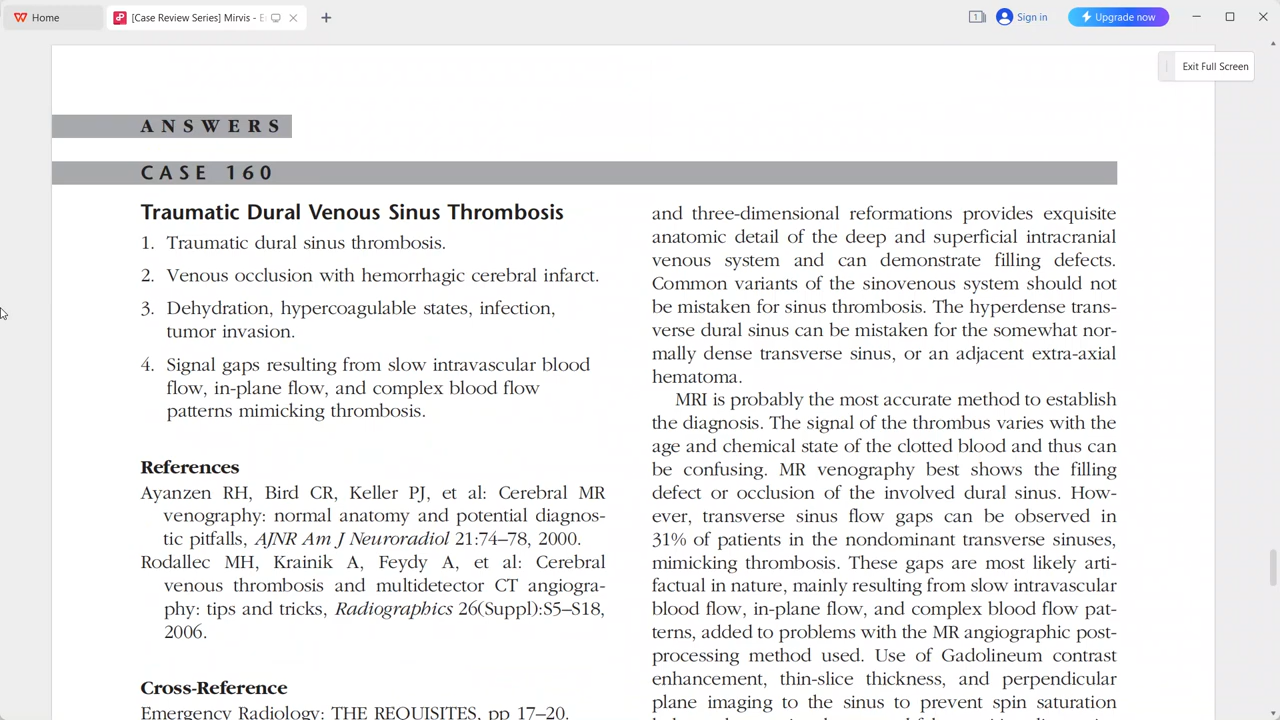 Home
[Case Review Series] Mirvis - E
Sign in
Upgrade now
Exit Full Screen
ANSWERS
CASE 160
Traumatic Dural Venous Sinus Thrombosis
1. Traumatic dural sinus thrombosis.
2. Venous occlusion with hemorrhagic cerebral infarct.
3. Dehydration, hypercoagulable states, infection,
tumor invasion.
4. Signal gaps resulting from slow intravascular blood
flow, in-plane flow, and complex blood flow
patterns mimicking thrombosis.
References
Ayanzen RH, Bird CR, Keller PJ, et al: Cerebral MR
venography: normal anatomy and potential diagnos-
tic pitfalls, AJNR Am J Neuroradiol 21:74–78, 2000.
Rodallec MH, Krainik A, Feydy A, et al: Cerebral
venous thrombosis and multidetector CT angiogra-
phy: tips and tricks, Radiographics 26(Suppl):S5–S18,
2006.
Cross-Reference
Emergency Radiology: THE REQUISITES, pp 17–20.
and three-dimensional reformations provides exquisite
anatomic detail of the deep and superficial intracranial
venous system and can demonstrate filling defects.
Common variants of the sinovenous system should not
be mistaken for sinus thrombosis. The hyperdense trans-
verse dural sinus can be mistaken for the somewhat nor-
mally dense transverse sinus, or an adjacent extra-axial
hematoma.
MRI is probably the most accurate method to establish
the diagnosis. The signal of the thrombus varies with the
age and chemical state of the clotted blood and thus can
be confusing. MR venography best shows the filling
defect or occlusion of the involved dural sinus. How-
ever, transverse sinus flow gaps can be observed in
31% of patients in the nondominant transverse sinuses,
mimicking thrombosis. These gaps are most likely arti-
factual in nature, mainly resulting from slow intravascular
blood flow, in-plane flow, and complex blood flow pat-
terns, added to problems with the MR angiographic post-
processing method used. Use of Gadolineum contrast
enhancement, thin-slice thickness, and perpendicular
plane imaging to the sinus to prevent spin saturation